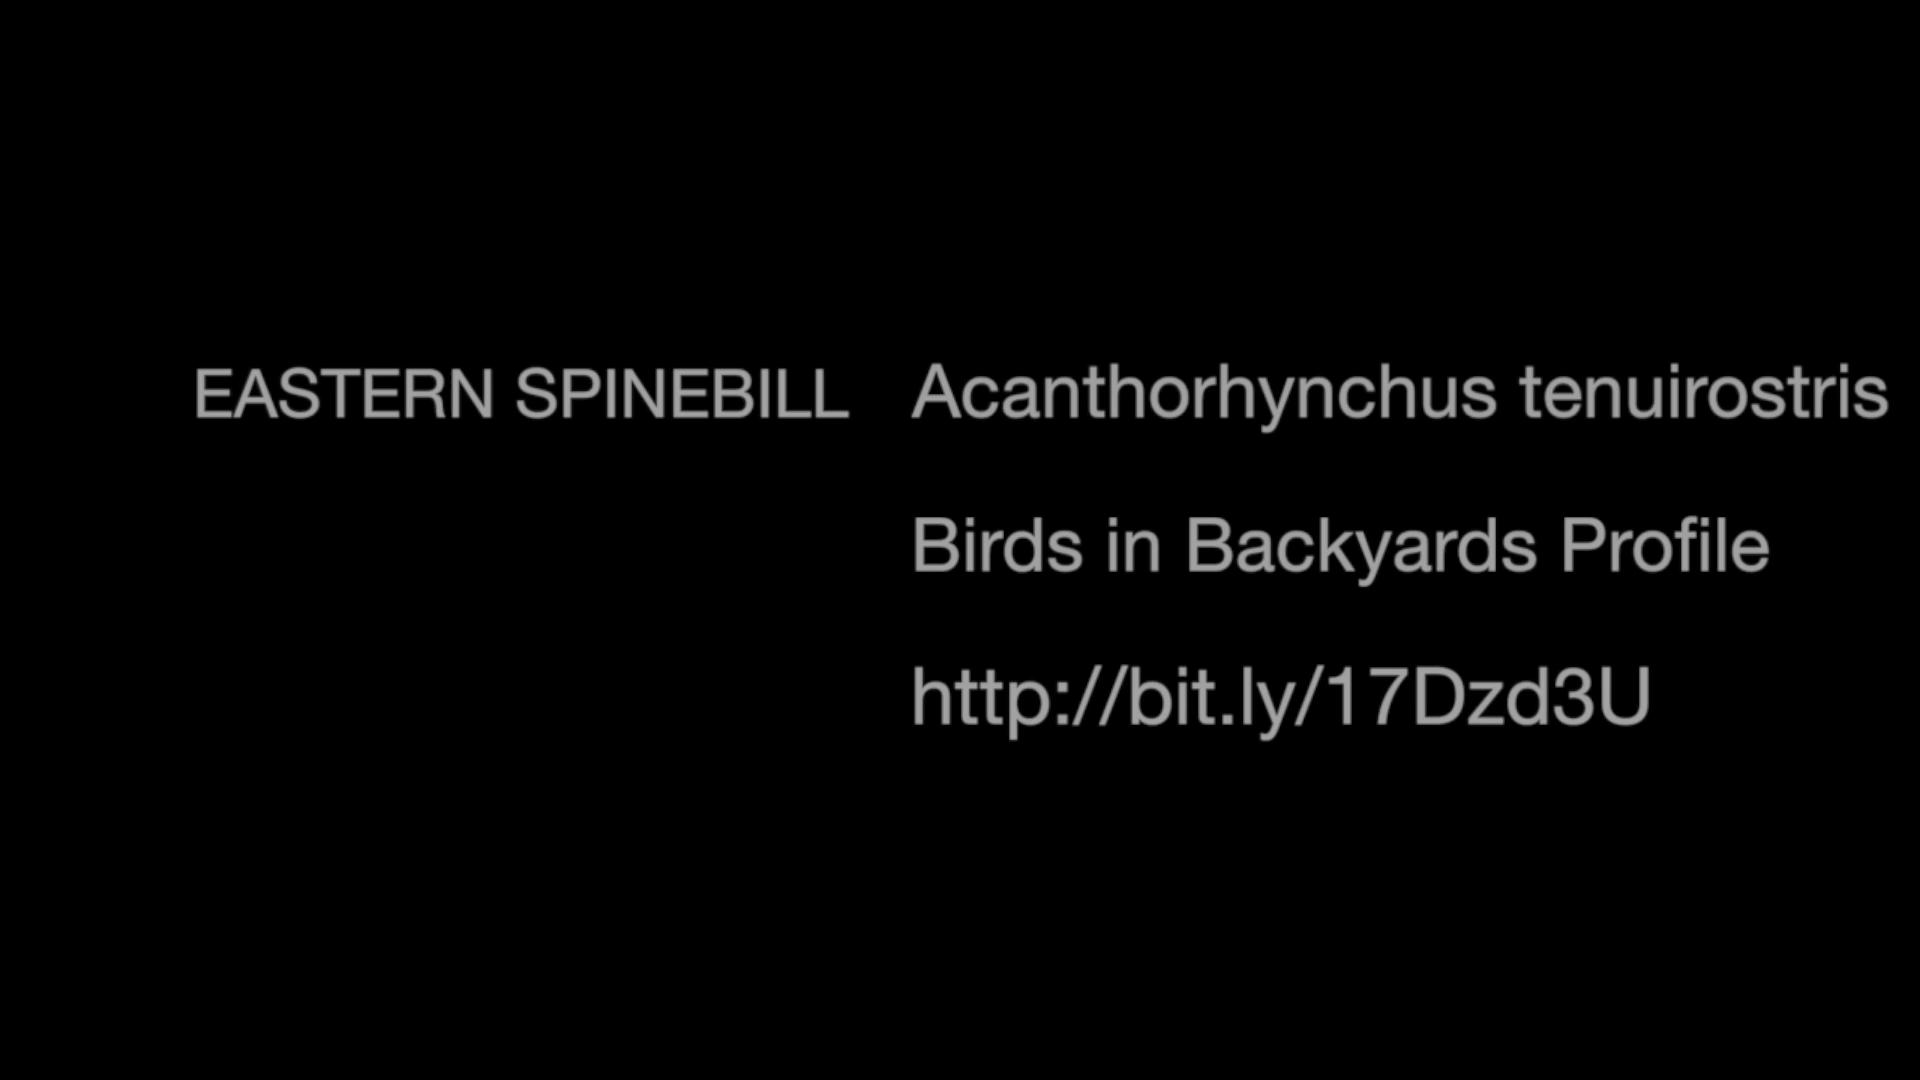 EASTERN SPINEBILL Acanthorhynchus tenuirostris
Birds in Backyards Profile
http://bit.ly/17Dzd3U